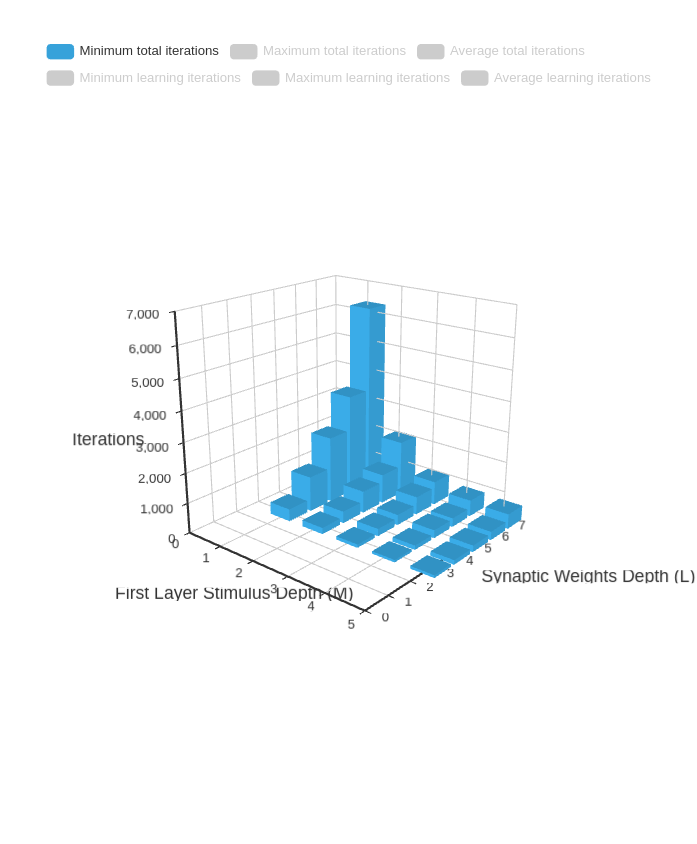 Minimum total iterations Maximum total iterations Average total iterations
Minimum learning iterations Maximum learning iterations Average learning iterations
7,000
6,000
5,000
4,000
Iterations
3,000
2,000
1,000
0
0 1 2 3 4 5
First Layer Stimulus Depth (M)
0 1 2 3 4 5 6 7
Synaptic Weights Depth (L)